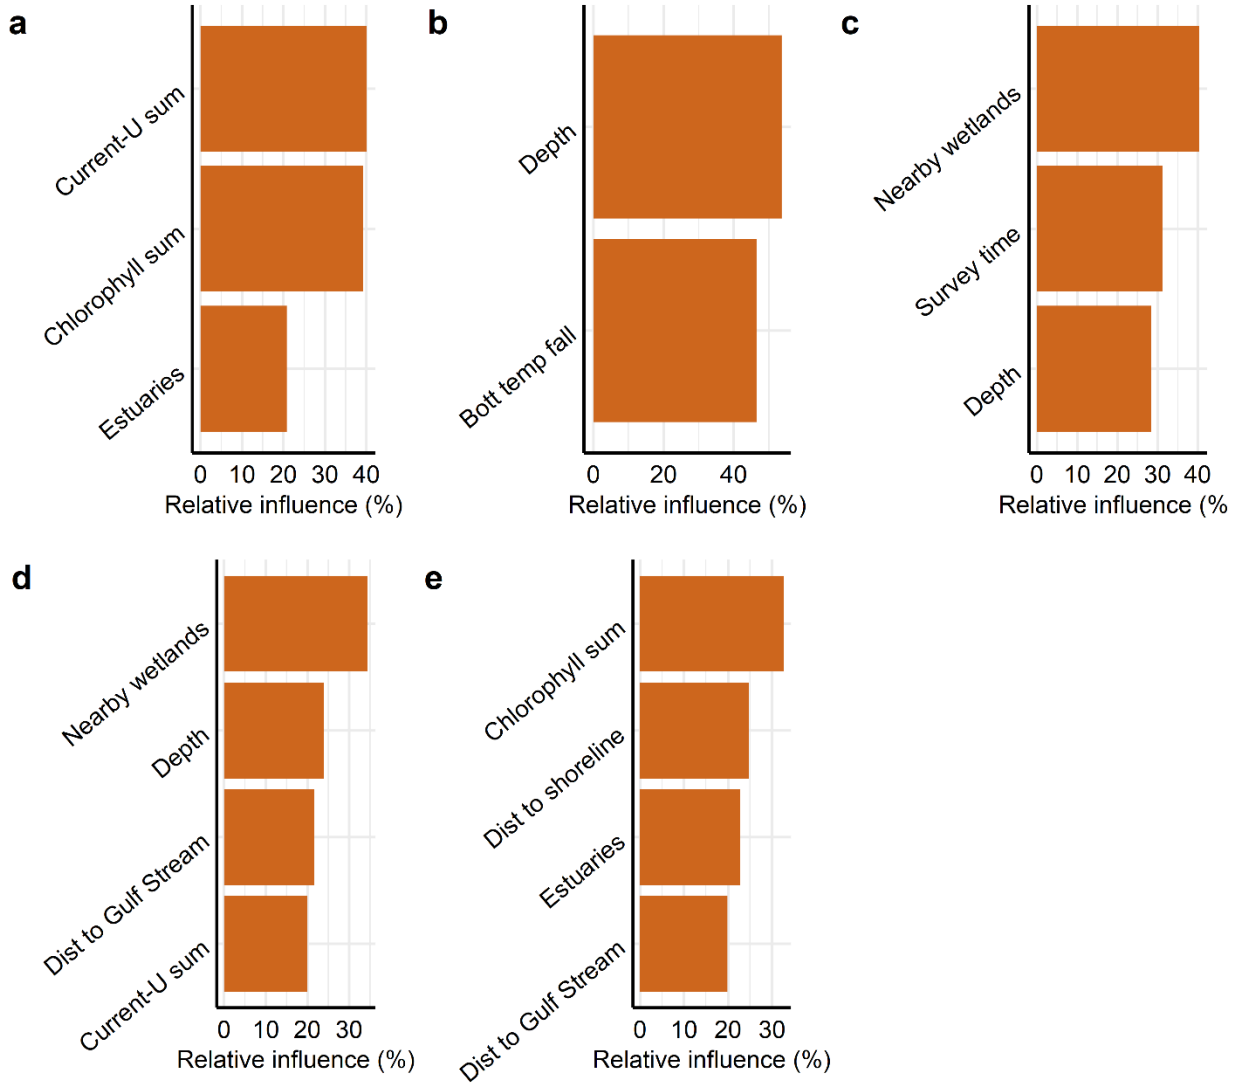 a
Current-U sum
Chlorophyll sum
Estuaries
0 10 20 30 40
Relative influence (%)
b
Depth
Bott temp fall
0 40
Relative influence (%)
c
Nearby wetlands
Survey time
Depth
0 10 20 30 40
Relative influence (%
d
Nearby wetlands
Depth
Dist to Gulf Stream
Current-U sum
0 10 20 30
Relative influence (%)
e
Chlorophyll sum
Dist to shoreline
Estuaries
Dist to Gulf Stream
0 10 20 30
Relative influence (%)